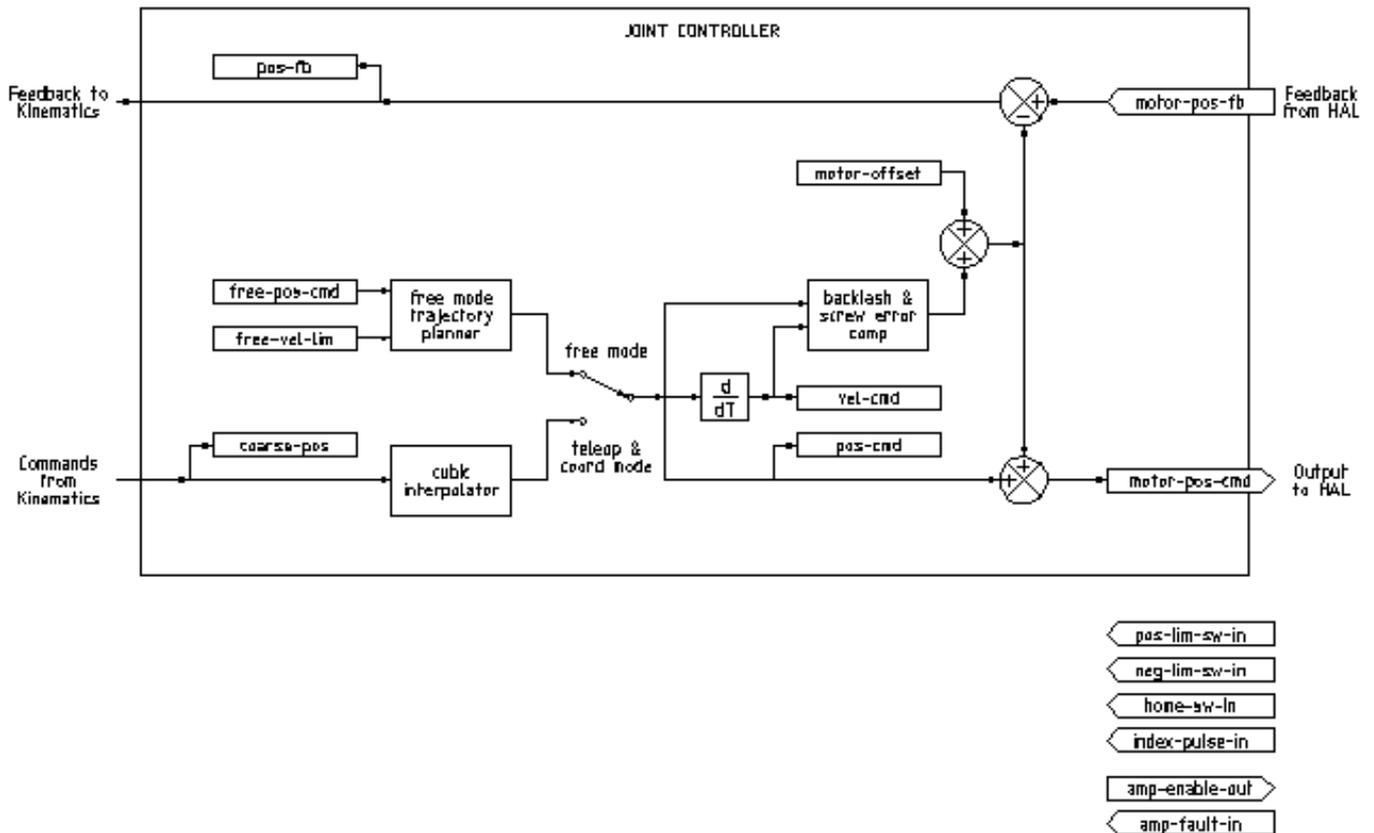 JOINT CONTROLLER
pos-fb
Feedback to
Kinematics
motor-pos-fb
Feedback
from HAL
motor-offset
+
-
+
+
free-pos-cmd
free-vel-lim
free mode
trajectory
planner
free mode
backlash &
screw error
comp
d
dT
vel-cmd
coarse-pos
teleop &
coord mode
pos-cmd
Commands
from
Kinematics
cubic
interpolator
+
+
motor-pos-cmd
Output
to HAL
pos-lim-sw-in
neg-lim-sw-in
home-sw-in
index-pulse-in
amp-enable-out
amp-fault-in